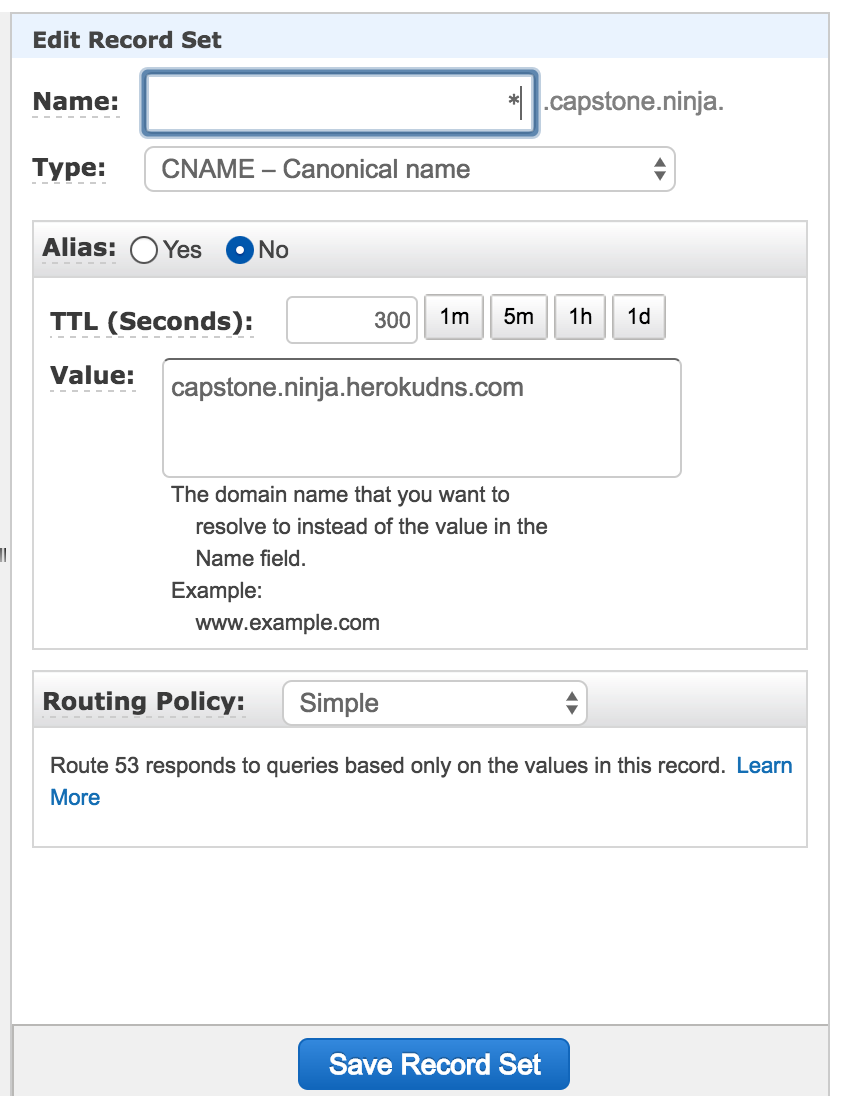 Edit Record Set
Name: * .capstone.ninja.
Type: CNAME – Canonical name
Alias: Yes No
TTL (Seconds): 300 1m 5m 1h 1d
Value: capstone.ninja.herokudns.com
The domain name that you want to
resolve to instead of the value in the
Name field.
Example:
www.example.com
Routing Policy: Simple
Route 53 responds to queries based only on the values in this record. Learn
More
Save Record Set